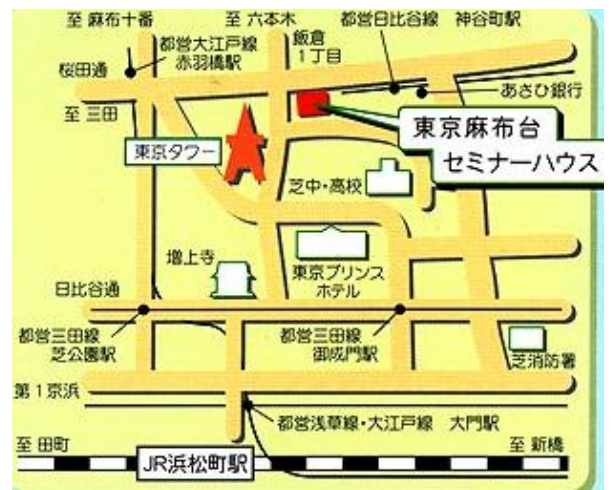 至 麻布十番
至 六本木
都営日比谷線 神谷町駅
都営大江戸線
赤羽橋駅
飯倉
1丁目
桜田通
あさひ銀行
至 三田
東京麻布台
セミナーハウス
東京タワー
芝中・高校
増上寺
東京プリンス
ホテル
日比谷通
都営三田線
芝公園駅
都営三田線
御成門駅
芝消防署
第1京浜
都営浅草線・大江戸線 大門駅
至 田町
至 新橋
JR浜松町駅